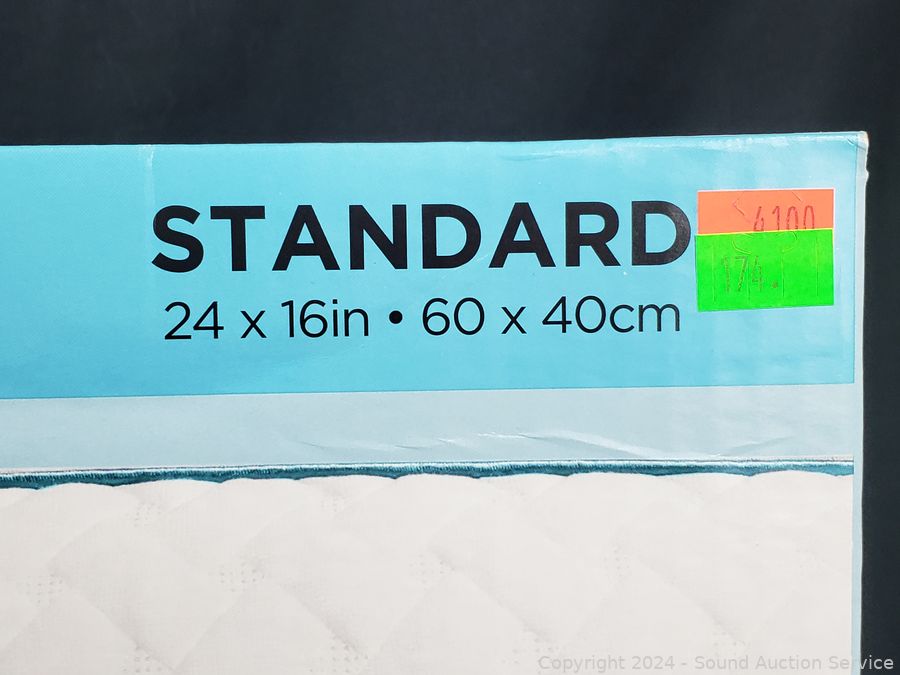 STANDARD
24 x 16in • 60 x 40cm
6100
174.
Copyright 2024 - Sound Auction Service